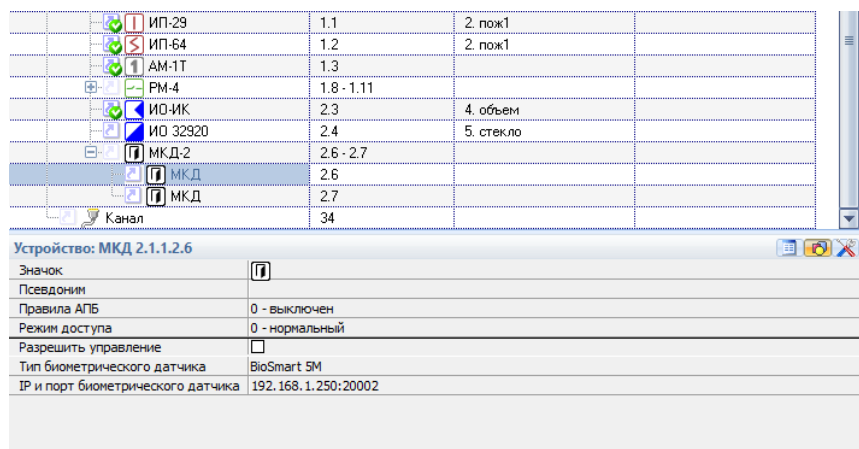 ИП-29 1.1 2. пож1
ИП-64 1.2 2. пож1
1 АМ-1Т 1.3
РМ-4 1.8 - 1.11
ИО-ИК 2.3 4. объем
ИО 32920 2.4 5. стекло
МКД-2 2.6 - 2.7
МКД 2.6
МКД 2.7
Канал 34
Устройство: МКД 2.1.1.2.6
Значок
Псевдоним
Правила АПБ 0 - выключен
Режим доступа 0 - нормальный
Разрешить управление
Тип биометрического датчика BioSmart 5M
IP и порт биометрического датчика 192.168.1.250:20002